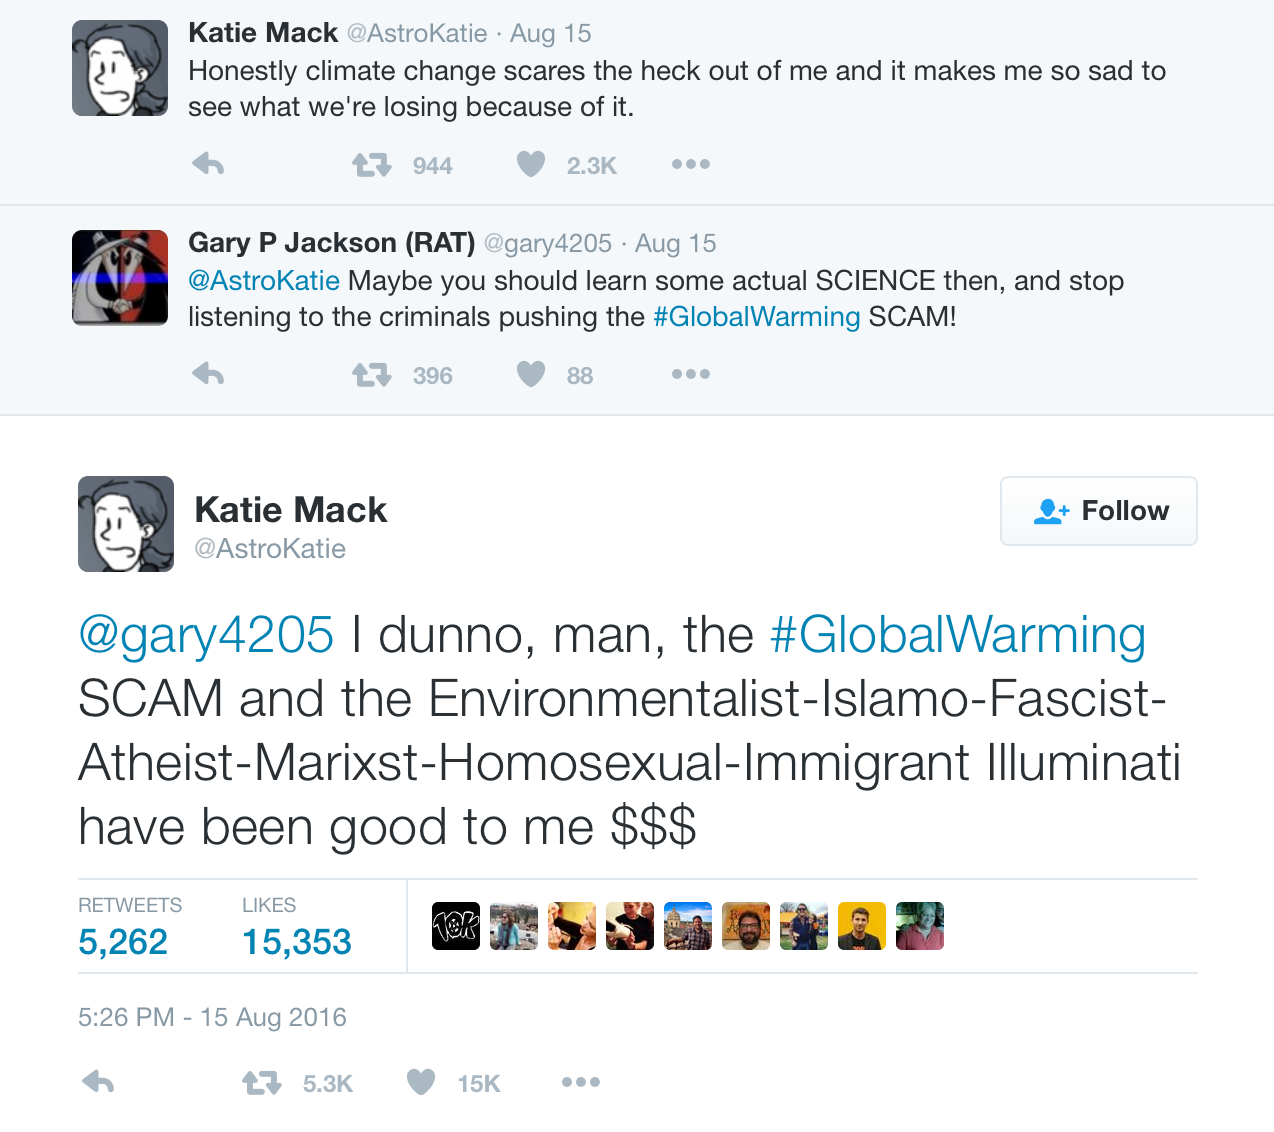 Katie Mack @AstroKatie · Aug 15
Honestly climate change scares the heck out of me and it makes me so sad to
see what we're losing because of it.
944 2.3K
Gary P Jackson (RAT) @gary4205 · Aug 15
@AstroKatie Maybe you should learn some actual SCIENCE then, and stop
listening to the criminals pushing the #GlobalWarming SCAM!
396 88
Katie Mack
@AstroKatie
Follow
@gary4205 I dunno, man, the #GlobalWarming
SCAM and the Environmentalist-Islamo-Fascist-
Atheist-Marixst-Homosexual-Immigrant Illuminati
have been good to me $$$
RETWEETS LIKES
5,262 15,353
10K
5:26 PM - 15 Aug 2016
5.3K 15K